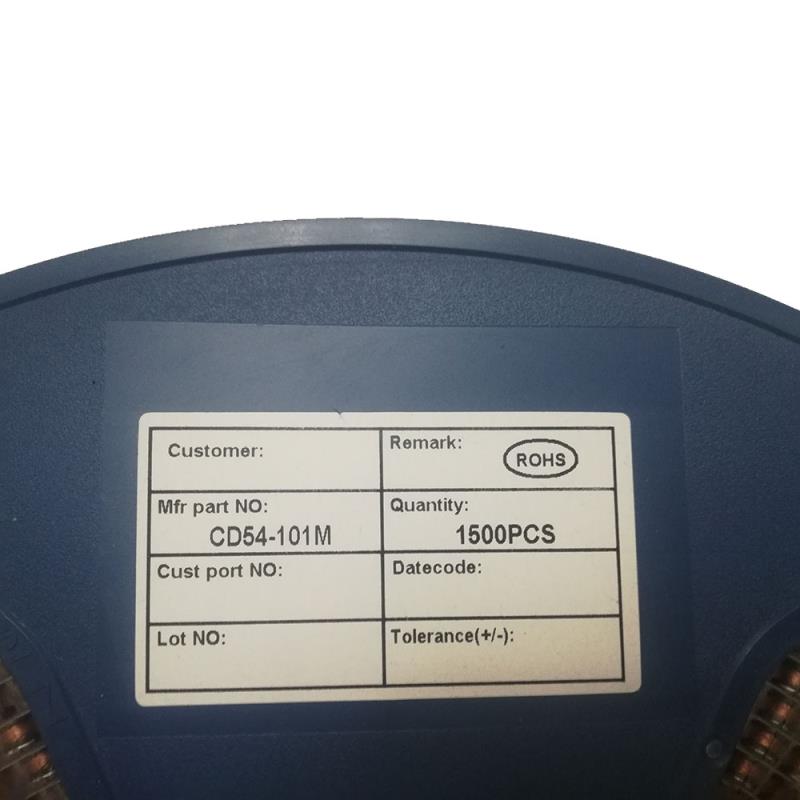 Customer:
Remark:
ROHS
Mfr part NO:
CD54-101M
Quantity:
1500PCS
Cust port NO:
Datecode:
Lot NO:
Tolerance(+/-):